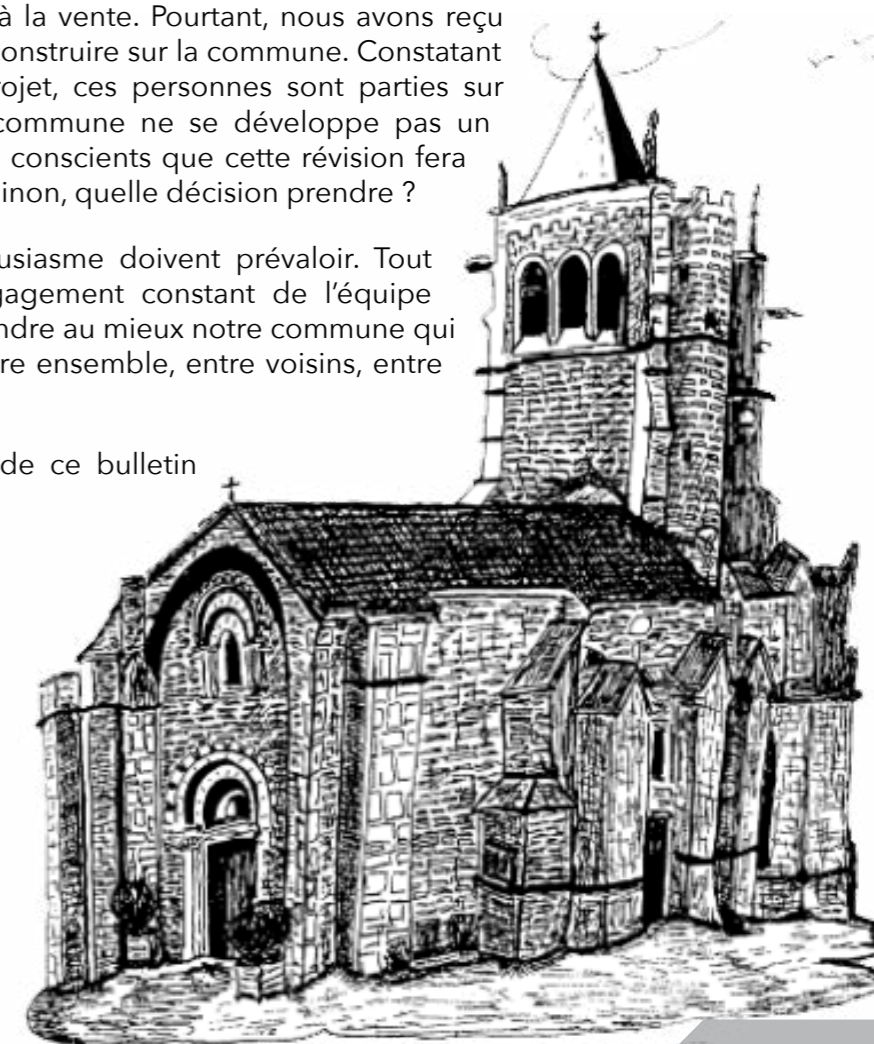 à la vente. Pourtant, nous avons reçu
onstruire sur la commune. Constatant
ojet, ces personnes sont parties sur
commune ne se développe pas un
conscients que cette révision fera
inon, quelle décision prendre ?
usiasme doivent prévaloir. Tout
gagement constant de l’équipe
ndre au mieux notre commune qui
re ensemble, entre voisins, entre
de ce bulletin